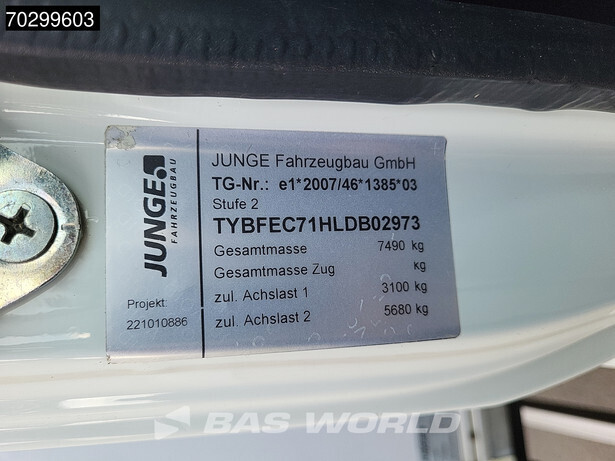 70299603
JUNGE
FAHRZEUGBAU
Projekt:
221010886
JUNGE Fahrzeugbau GmbH
TG-Nr.: e1*2007/46*1385*03
Stufe 2
TYBFEC71HLDB02973
Gesamtmasse 7490 kg
Gesamtmasse Zug kg
zul. Achslast 1 3100 kg
zul. Achslast 2 5680 kg
BAS WORLD